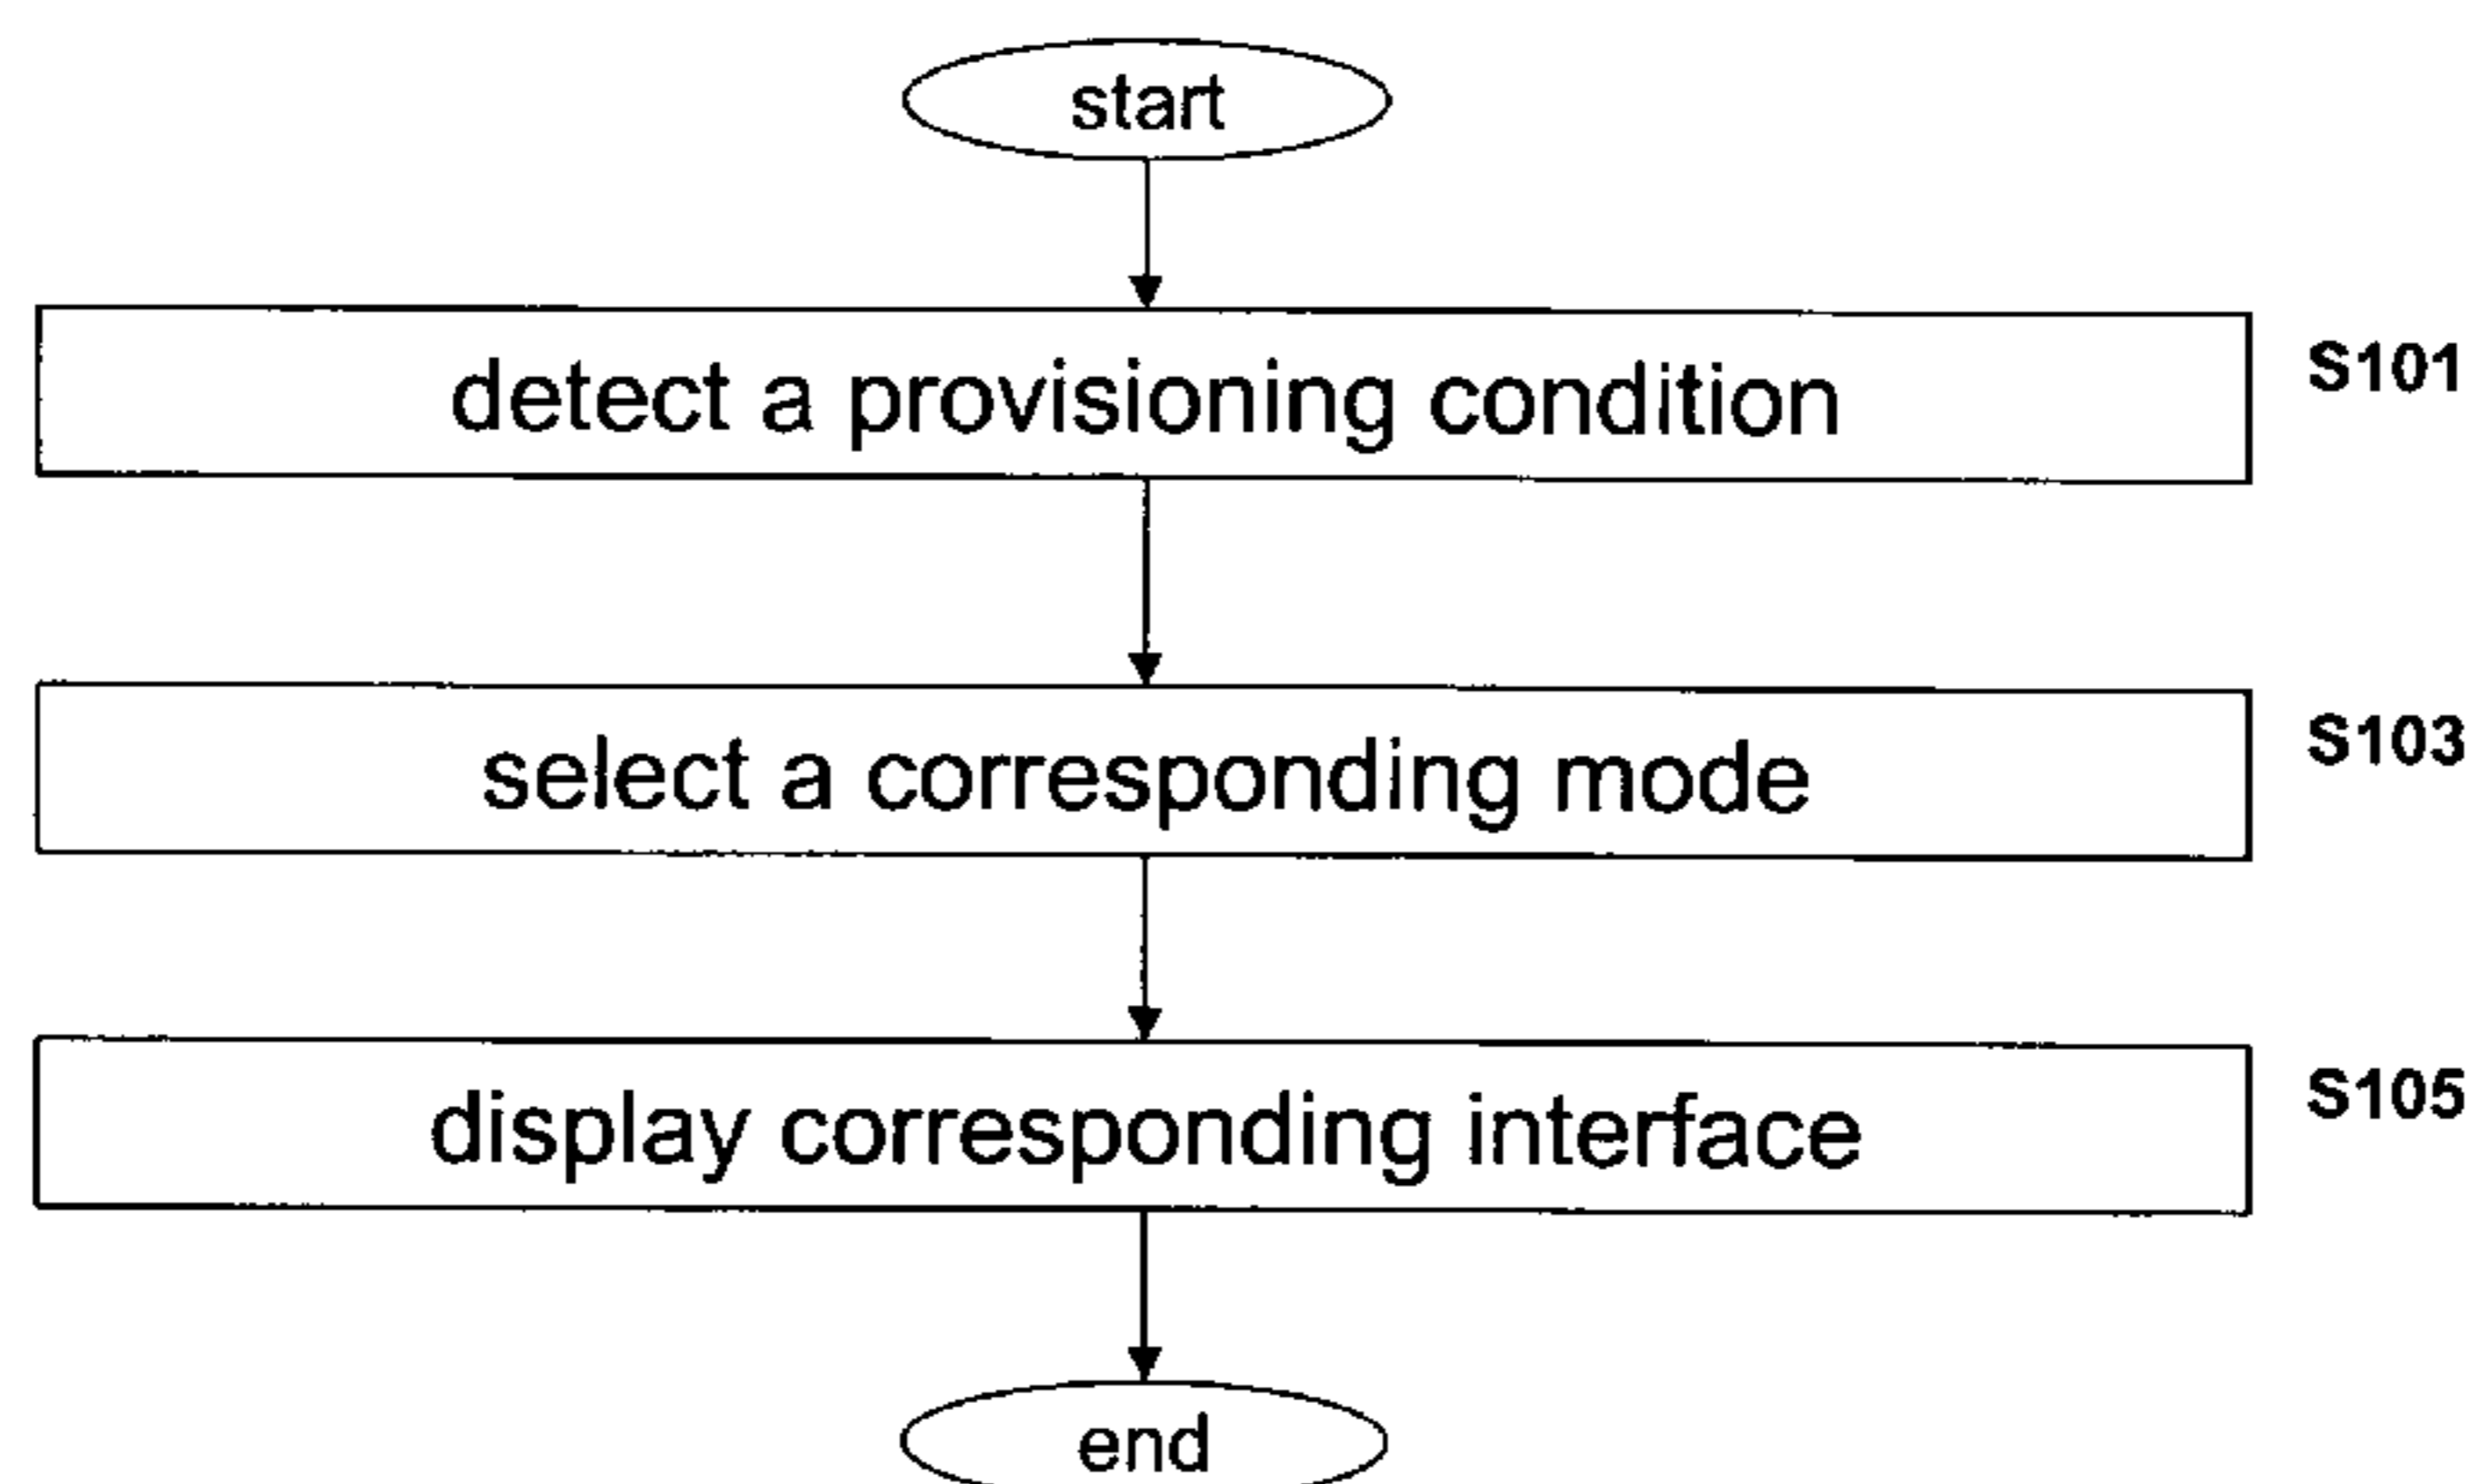 start
detect a provisioning condition
S101
select a corresponding mode
S103
display corresponding interface
S105
end